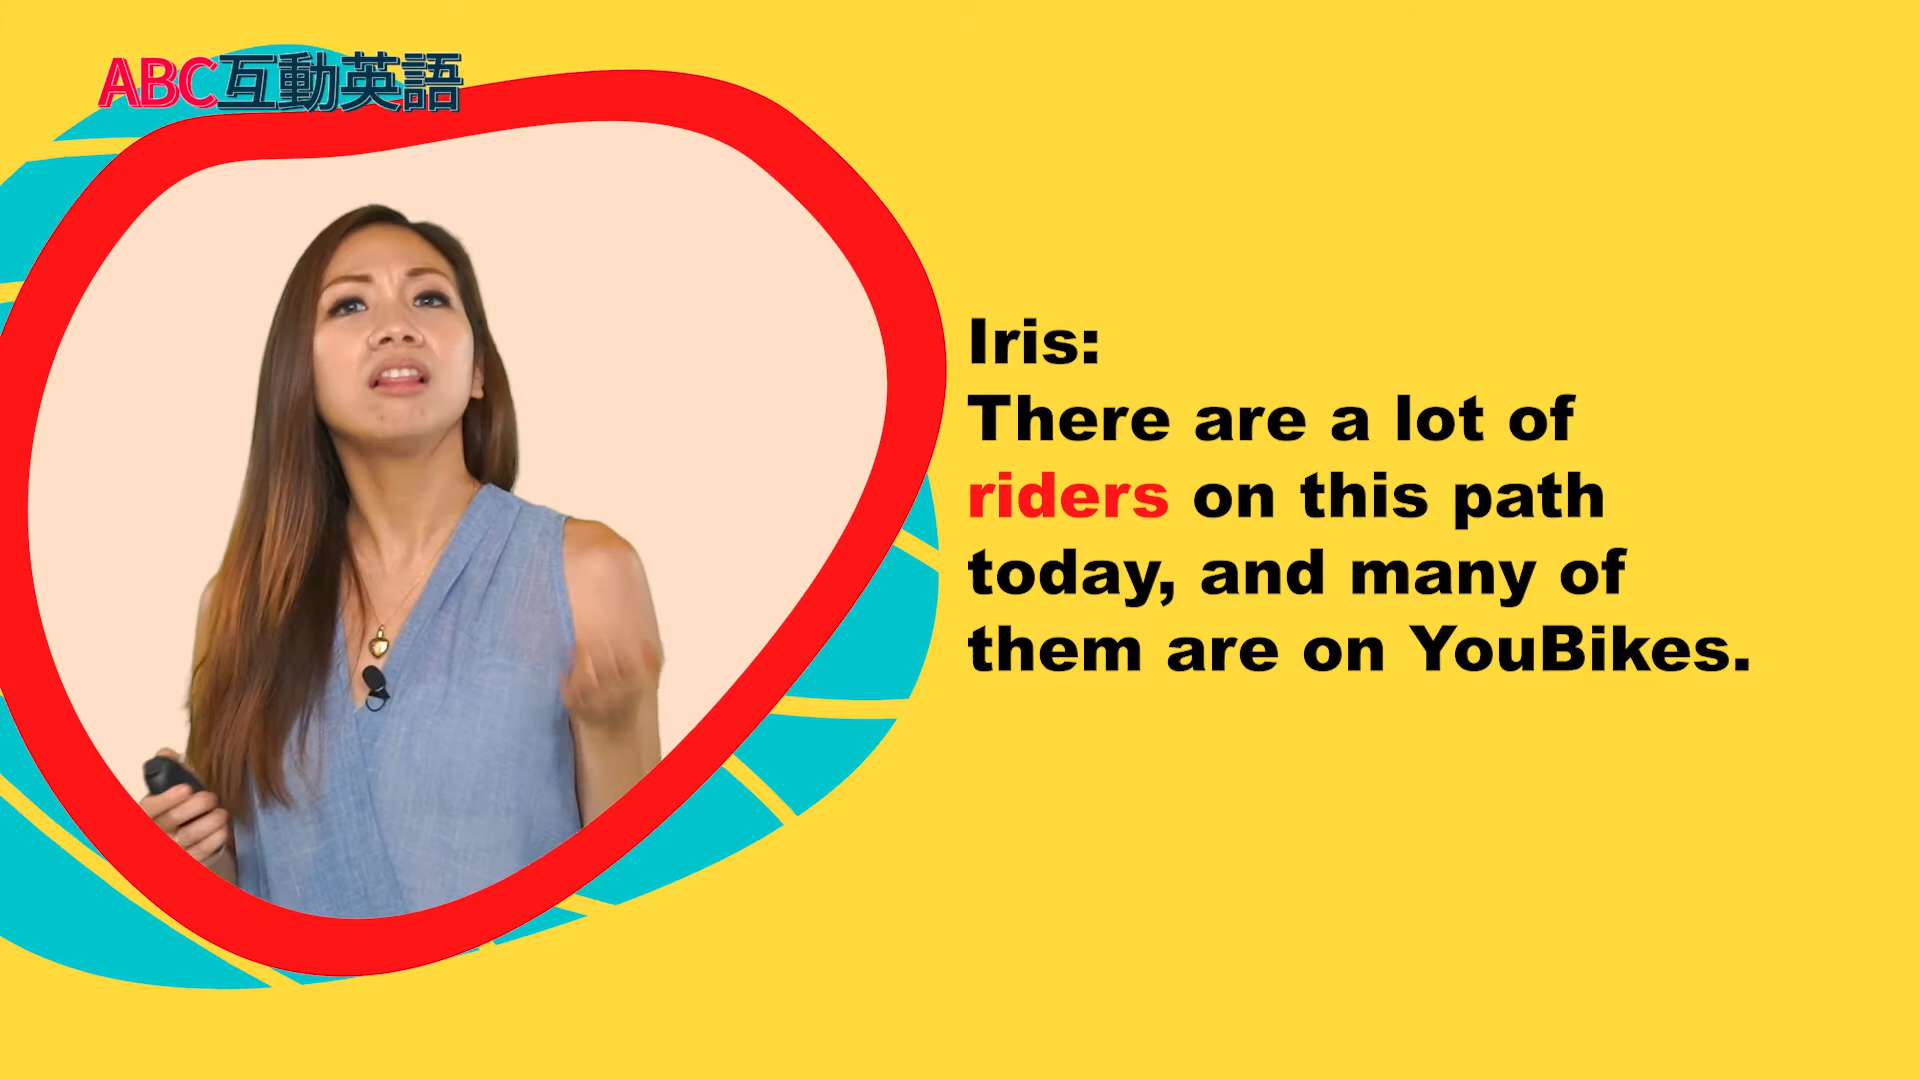 ABC互動英語
Iris:
There are a lot of
riders on this path
today, and many of
them are on YouBikes.